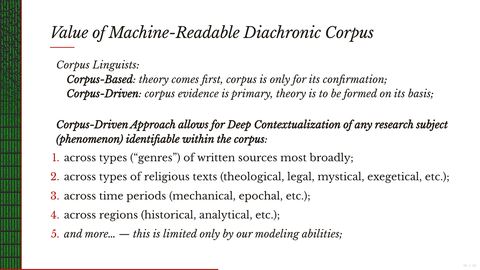 Value of Machine-Readable Diachronic Corpus
Corpus Linguists:
Corpus-Based: theory comes first, corpus is only for its confirmation;
Corpus-Driven: corpus evidence is primary, theory is to be formed on its basis;
Corpus-Driven Approach allows for Deep Contextualization of any research subject
(phenomenon) identifiable within the corpus:
1. across types (“genres”) of written sources most broadly;
2. across types of religious texts (theological, legal, mystical, exegetical, etc.);
3. across time periods (mechanical, epochal, etc.);
4. across regions (historical, analytical, etc.);
5. and more... — this is limited only by our modeling abilities;